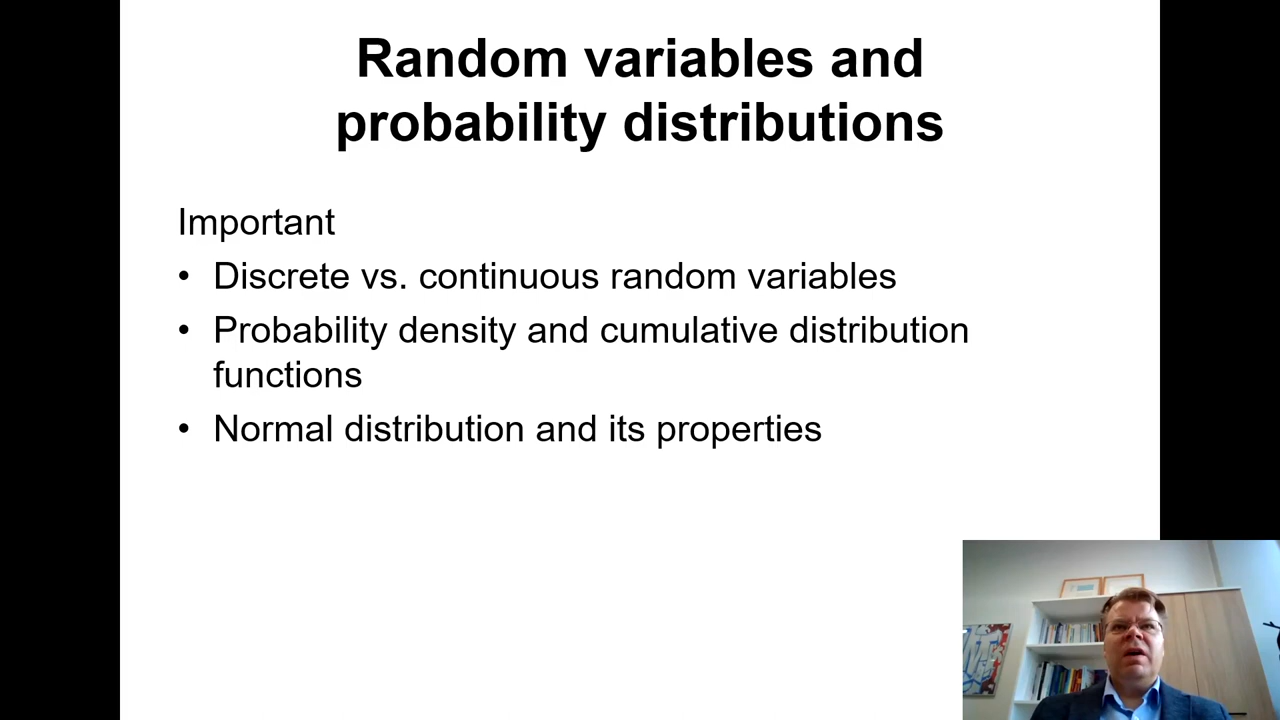 Random variables and
probability distributions
Important
• Discrete vs. continuous random variables
• Probability density and cumulative distribution
functions
• Normal distribution and its properties